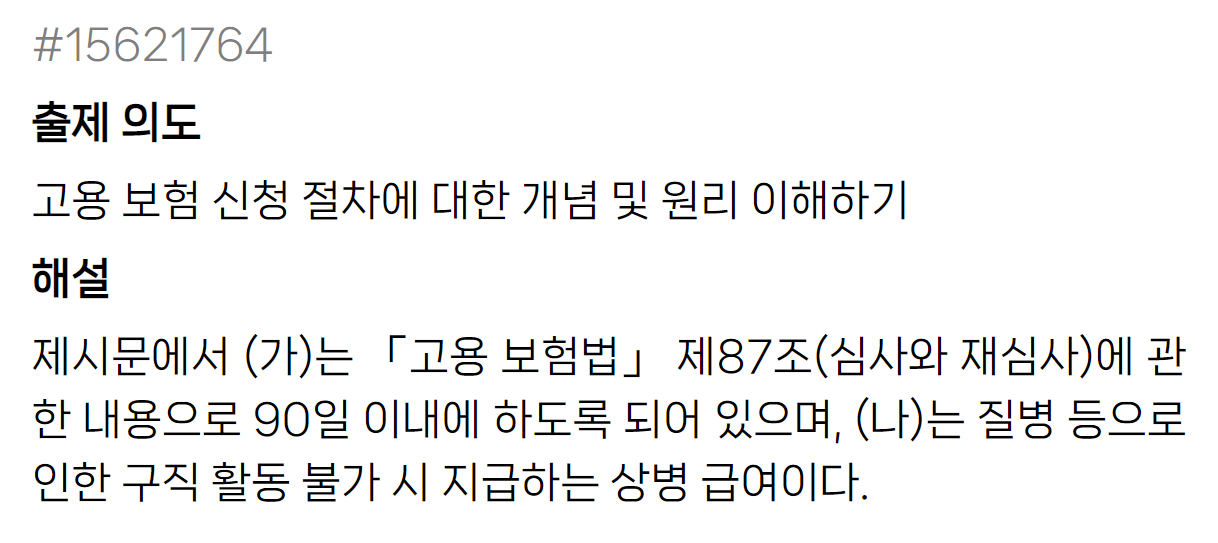 #15621764
출제 의도
고용 보험 신청 절차에 대한 개념 및 원리 이해하기
해설
제시문에서 (가)는 「고용 보험법」 제87조(심사와 재심사)에 관
한 내용으로 90일 이내에 하도록 되어 있으며, (나)는 질병 등으로
인한 구직 활동 불가 시 지급하는 상병 급여이다.